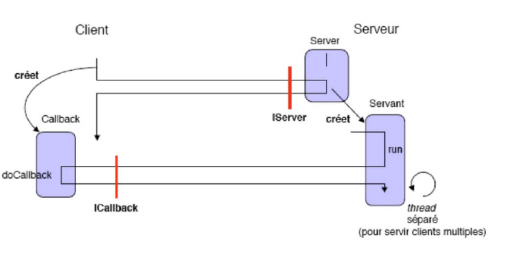 Client
Serveur
Server
créet
IServer
créet
Servant
Callback
run
doCallback
ICallback
thread
séparé
(pour servir clients multiples)